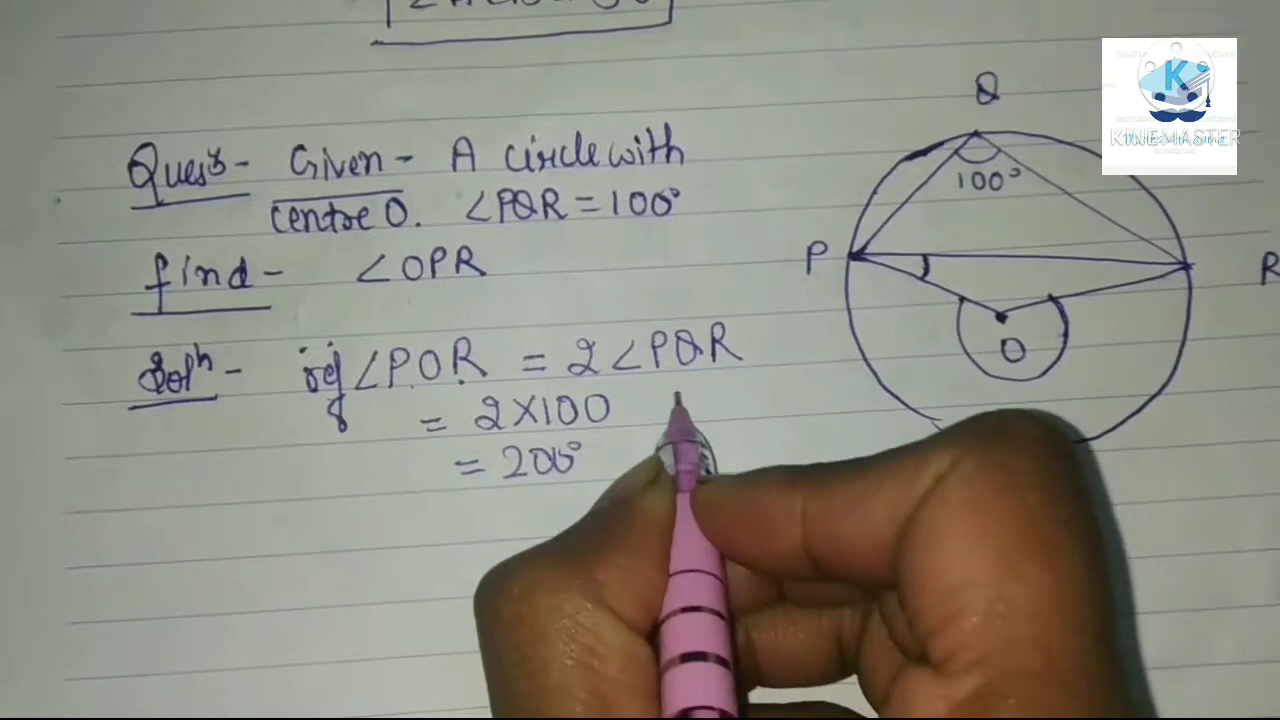 Ques 3- Given - A circle with
centre O. ∠PQR = 100°
find - ∠OPR
Solⁿ - ref ∠POR = 2∠PQR
= 2×100
= 200°
Q
100°
P
R
O
K
KINEMASTER